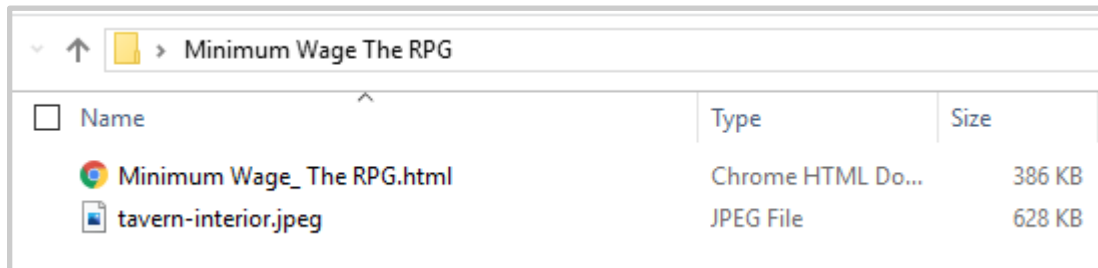 Minimum Wage The RPG
Name Type Size
Minimum Wage_ The RPG.html Chrome HTML Do... 386 KB
tavern-interior.jpeg JPEG File 628 KB